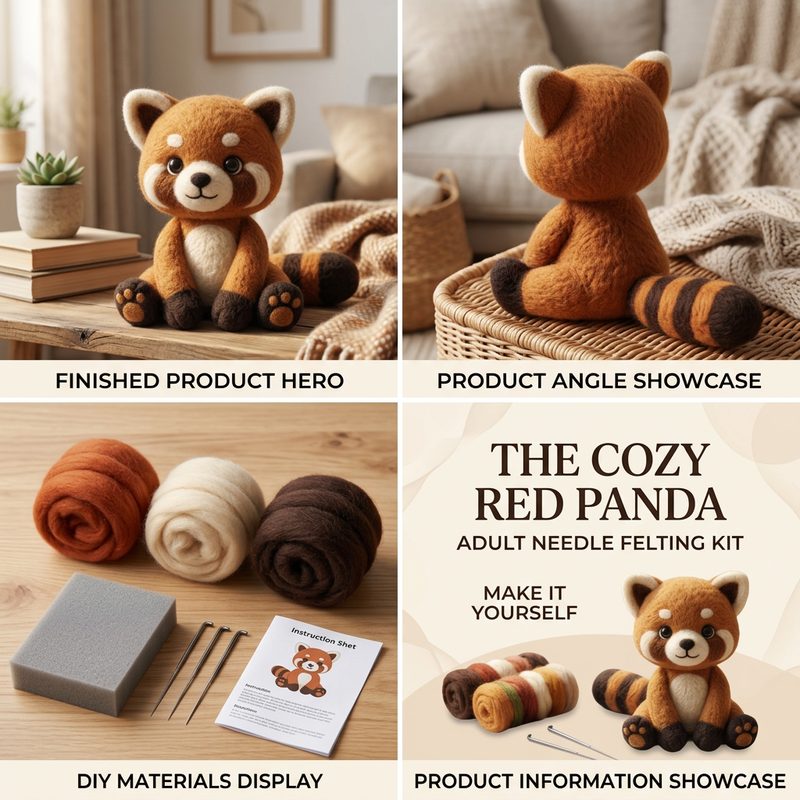 FINISHED PRODUCT HERO
PRODUCT ANGLE SHOWCASE
Instruction Shet
Instruction
DIY MATERIALS DISPLAY
THE COZY
RED PANDA
ADULT NEEDLE FELTING KIT
MAKE IT
YOURSELF
PRODUCT INFORMATION SHOWCASE